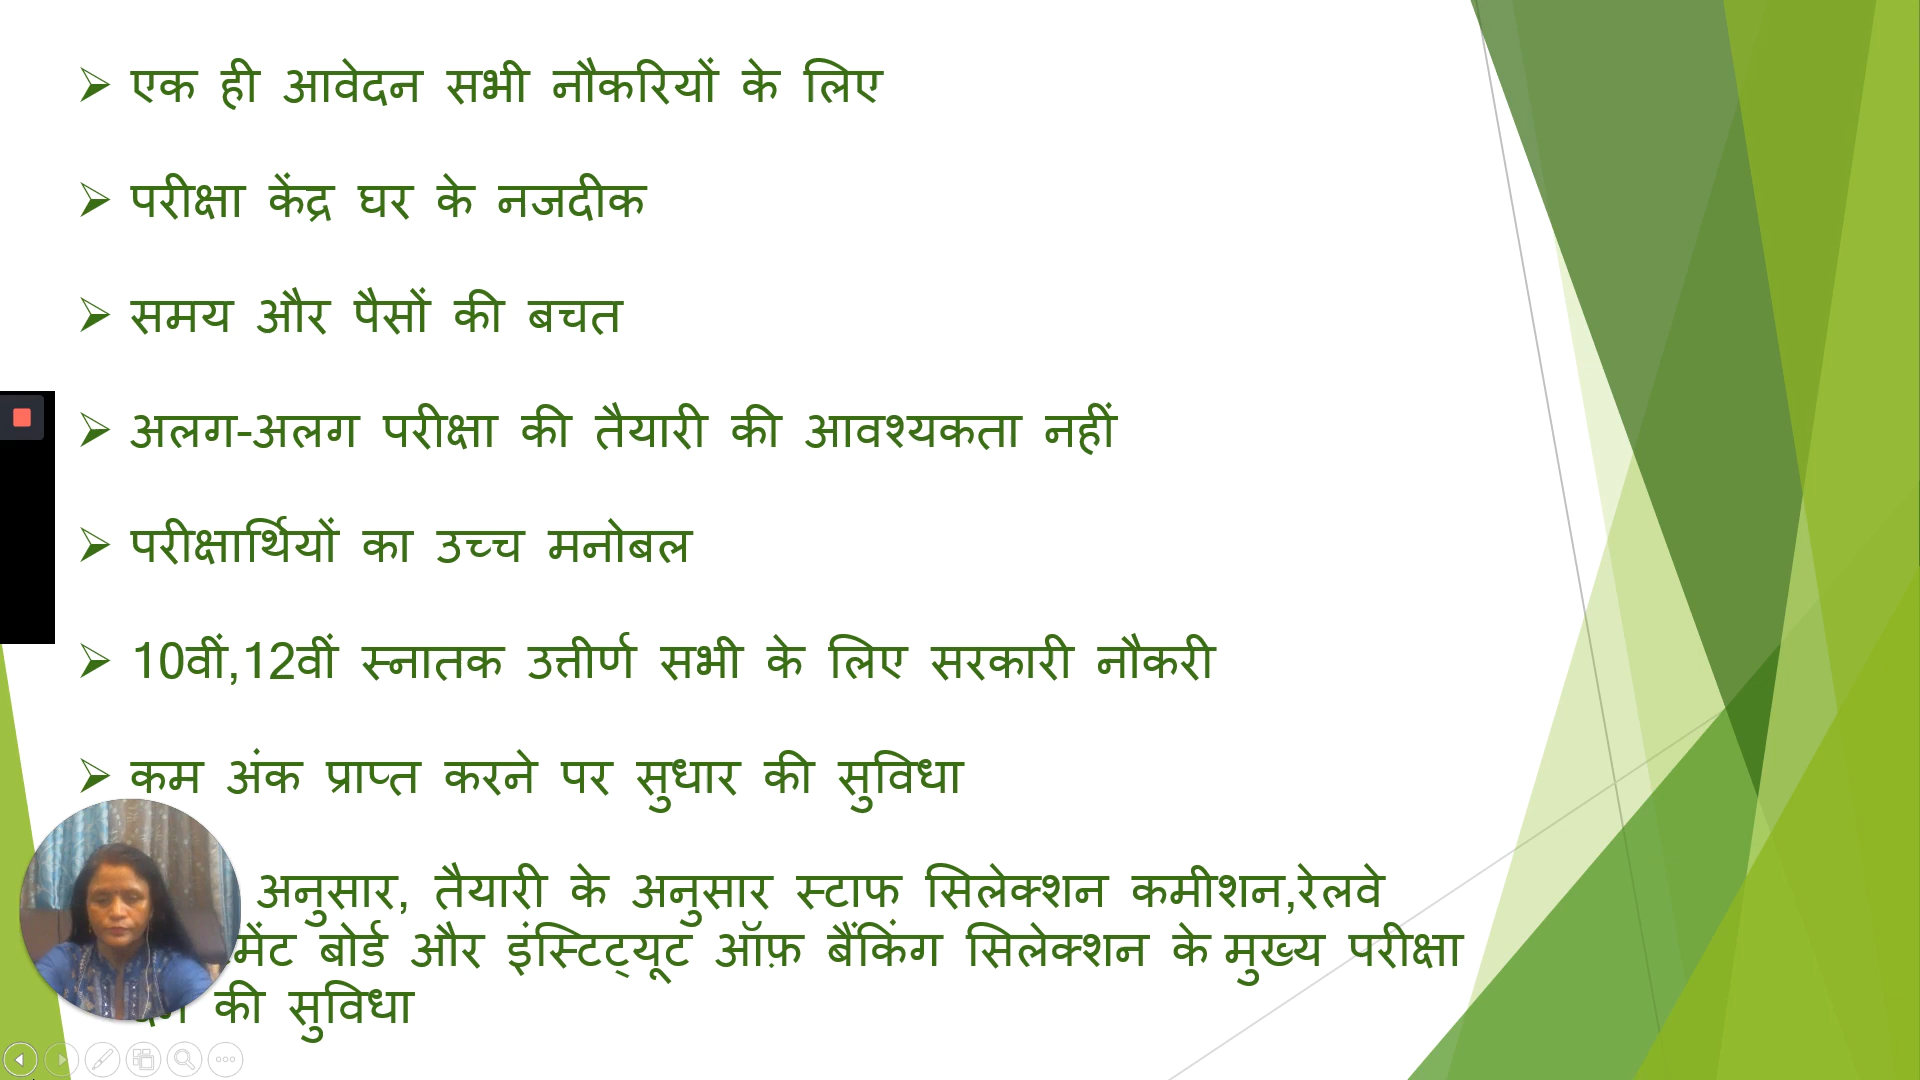 एक ही आवेदन सभी नौकरियों के लिए
परीक्षा केंद्र घर के नजदीक
समय और पैसों की बचत
अलग-अलग परीक्षा की तैयारी की आवश्यकता नहीं
परीक्षार्थियों का उच्च मनोबल
10वीं,12वीं स्नातक उत्तीर्ण सभी के लिए सरकारी नौकरी
कम अंक प्राप्त करने पर सुधार की सुविधा
अनुसार, तैयारी के अनुसार स्टाफ सिलेक्शन कमीशन,रेलवे
बोर्ड और इंस्टिट्यूट ऑफ़ बैंकिंग सिलेक्शन के मुख्य परीक्षा
की सुविधा